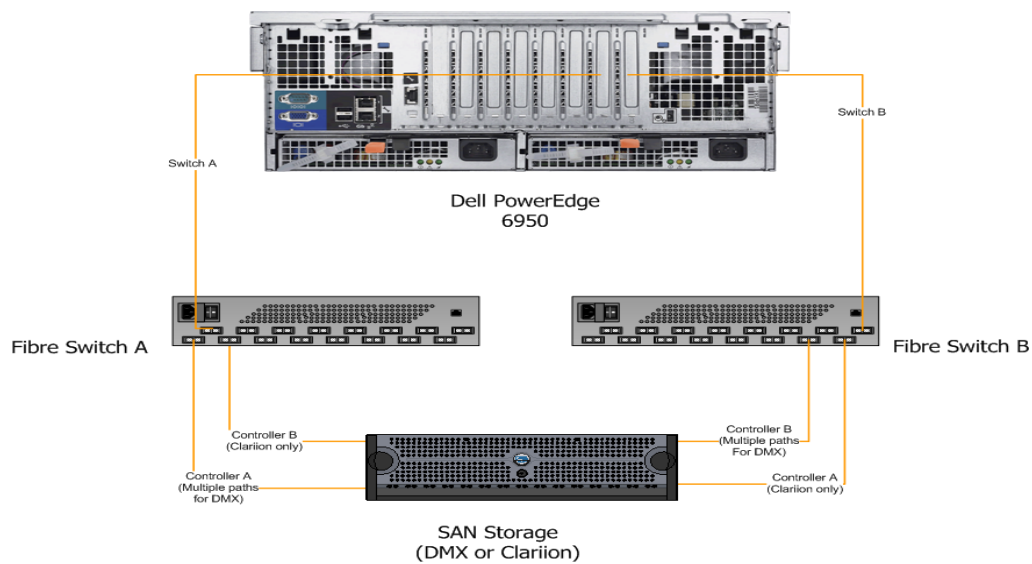 Switch B
Switch A
Dell PowerEdge
6950
Fibre Switch A
Fibre Switch B
Controller B
(Clariion only)
Controller B
(Multiple paths
For DMX)
Controller A
(Multiple paths
for DMX)
Controller A
(Clariion only)
SAN Storage
(DMX or Clariion)